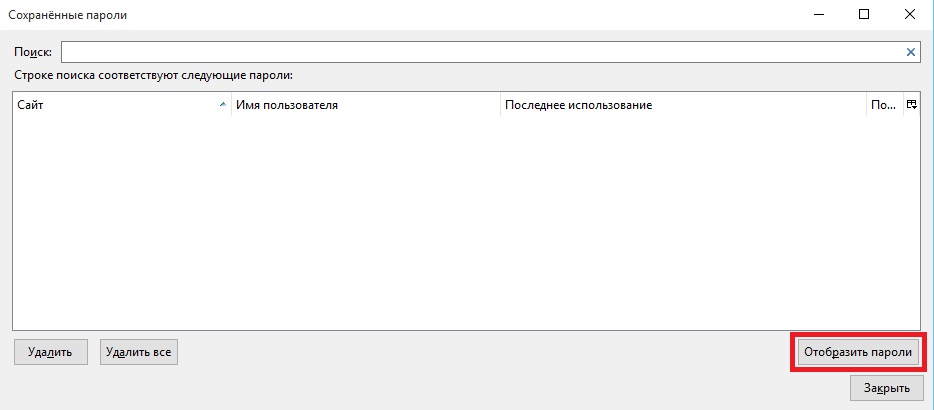 Сохранённые пароли
Поиск:
Строке поиска соответствуют следующие пароли:
Сайт Имя пользователя Последнее использование По...
Удалить Удалить все Отобразить пароли
Закрыть